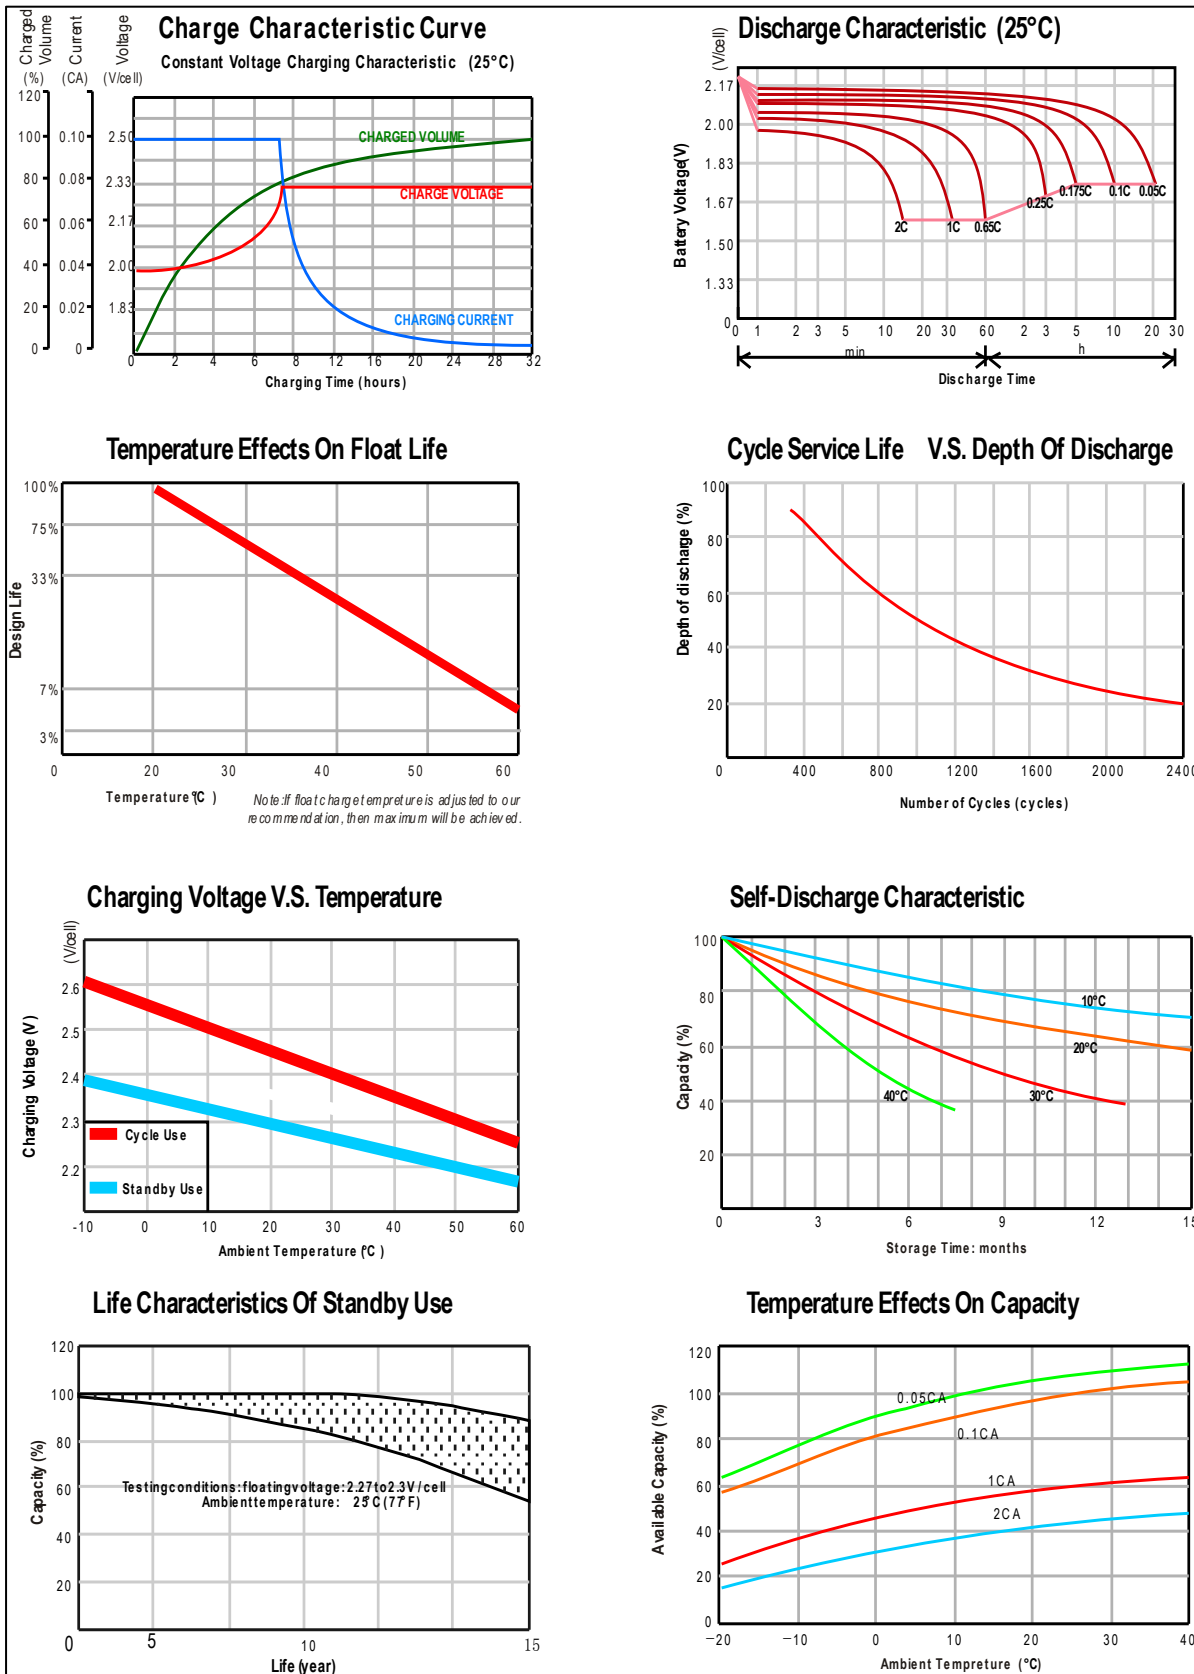 Charge Characteristic Curve
Constant Voltage Charging Characteristic (25°C)
Charged Volume
Current
Voltage
(%) (CA) (V/cell)
120
100 0.10 2.50
80 0.08 2.33
60 0.06 2.17
40 0.04 2.00
20 0.02 1.83
0 0
CHARGED VOLUME
CHARGE VOLTAGE
CHARGING CURRENT
0 2 4 6 8 12 16 20 24 28 32
Charging Time (hours)
Discharge Characteristic (25°C)
(V/cell)
Battery Voltage(V)
2.17
2.00
1.83
1.67
1.50
1.33
0
2C 1C 0.65C 0.25C 0.175C 0.1C 0.05C
0 1 2 3 5 10 20 30 60 2 3 5 10 20 30
min h
Discharge Time
Temperature Effects On Float Life
Design Life
100%
75%
33%
7%
3%
0 20 30 40 50 60
Temperature(°C )
Note:If float charge tempreture is adjusted to our
recommendation, then maximum will be achieved.
Cycle Service Life V.S. Depth Of Discharge
Depth of discharge (%)
100
80
60
40
20
0
400 800 1200 1600 2000 2400
Number of Cycles (cycles)
Charging Voltage V.S. Temperature
(V/cell)
Charging Voltage (V)
2.6
2.5
2.4
2.3
2.2
Cycle Use
Standby Use
-10 0 10 20 30 40 50 60
Ambient Temperature (°C )
Self-Discharge Characteristic
Capacity (%)
100
80
60
40
20
10°C
20°C
30°C
40°C
0 3 6 9 12 15
Storage Time: months
Life Characteristics Of Standby Use
Capacity (%)
120
100
80
60
40
20
0
Testing conditions: floating voltage: 2.27 to 2.3V/cell
Ambient temperature: 25°C (77°F)
5 10 15
Life (year)
Temperature Effects On Capacity
Available Capacity (%)
120
100
80
60
40
20
0
0.05CA
0.1CA
1CA
2CA
-20 -10 0 10 20 30 40
Ambient Tempreture (°C)